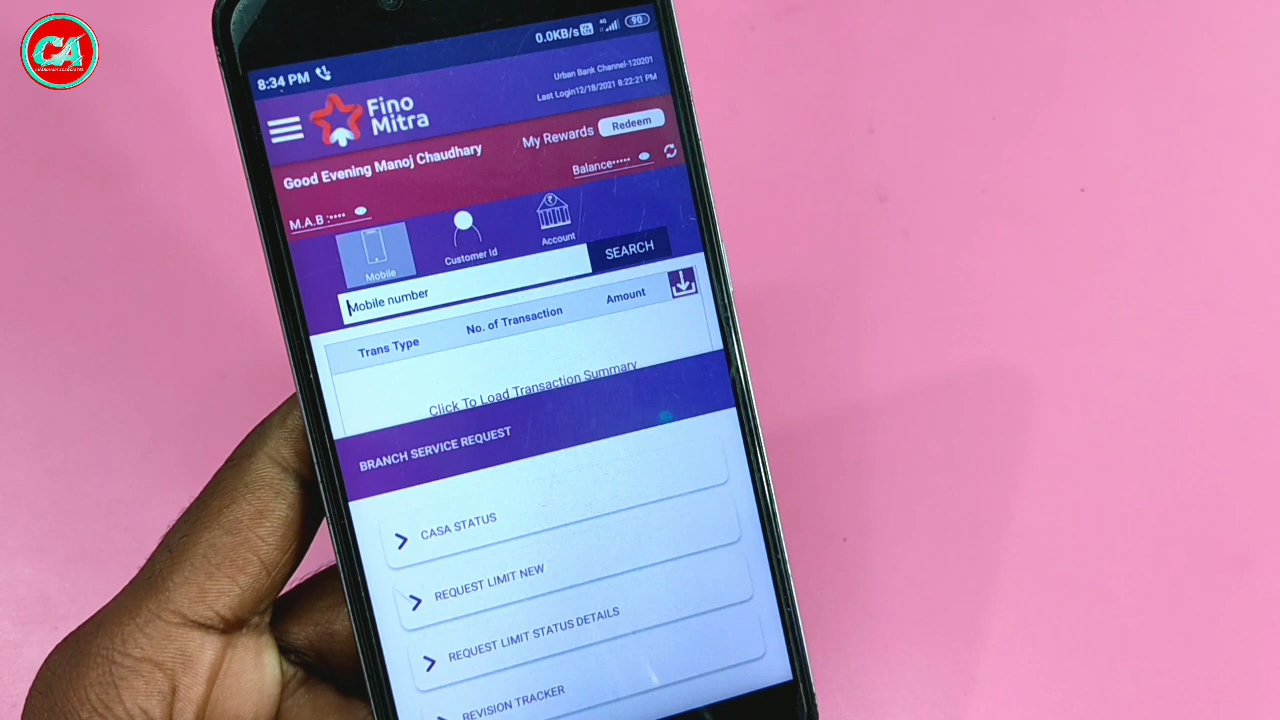 CA
CHAUDHARY ASSOCIATES
8:34 PM
0.0KB/s
4G
90
Urban Bank Channel-120201
Last Login12/18/2021 8:22:21 PM
Fino
Mitra
My Rewards Redeem
Good Evening Manoj Chaudhary
Balance•••••
M.A.B :••••
Mobile
Customer Id
Account
Mobile number
SEARCH
Trans Type No. of Transaction Amount
Click To Load Transaction Summary
BRANCH SERVICE REQUEST
CASA STATUS
REQUEST LIMIT NEW
REQUEST LIMIT STATUS DETAILS
REVISION TRACKER